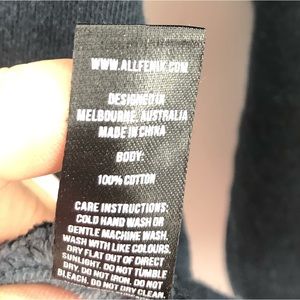 WWW.ALLFENIX.COM
DESIGNED IN
MELBOURNE, AUSTRALIA
MADE IN CHINA
BODY:
100% COTTON
CARE INSTRUCTIONS:
COLD HAND WASH OR
GENTLE MACHINE WASH.
WASH WITH LIKE COLOURS.
DRY FLAT OUT OF DIRECT
SUNLIGHT. DO NOT TUMBLE
DRY. DO NOT IRON. DO NOT
BLEACH. DO NOT DRY CLEAN.